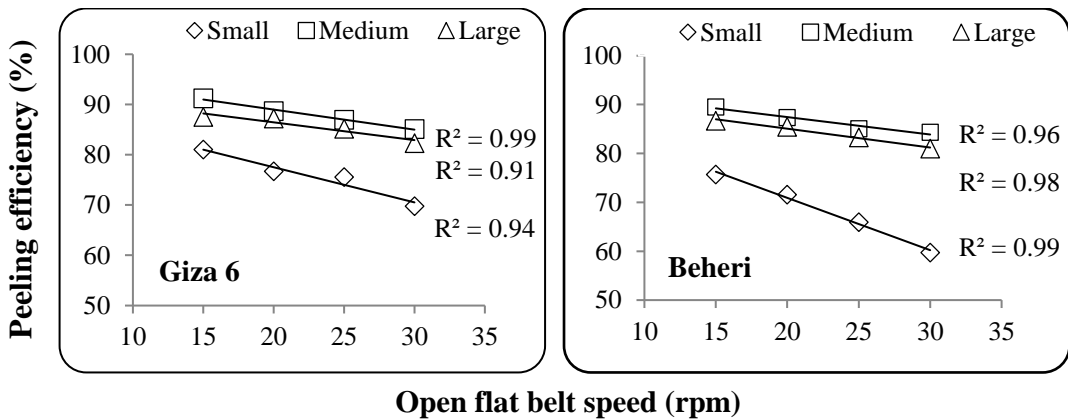 Peeling efficiency (%)
Small Medium Large
100
90
80
70
60
50
R² = 0.99
R² = 0.91
R² = 0.94
Giza 6
10 15 20 25 30 35
Small Medium Large
100
90
80
70
60
50
R² = 0.96
R² = 0.98
R² = 0.99
Beheri
10 15 20 25 30 35
Open flat belt speed (rpm)